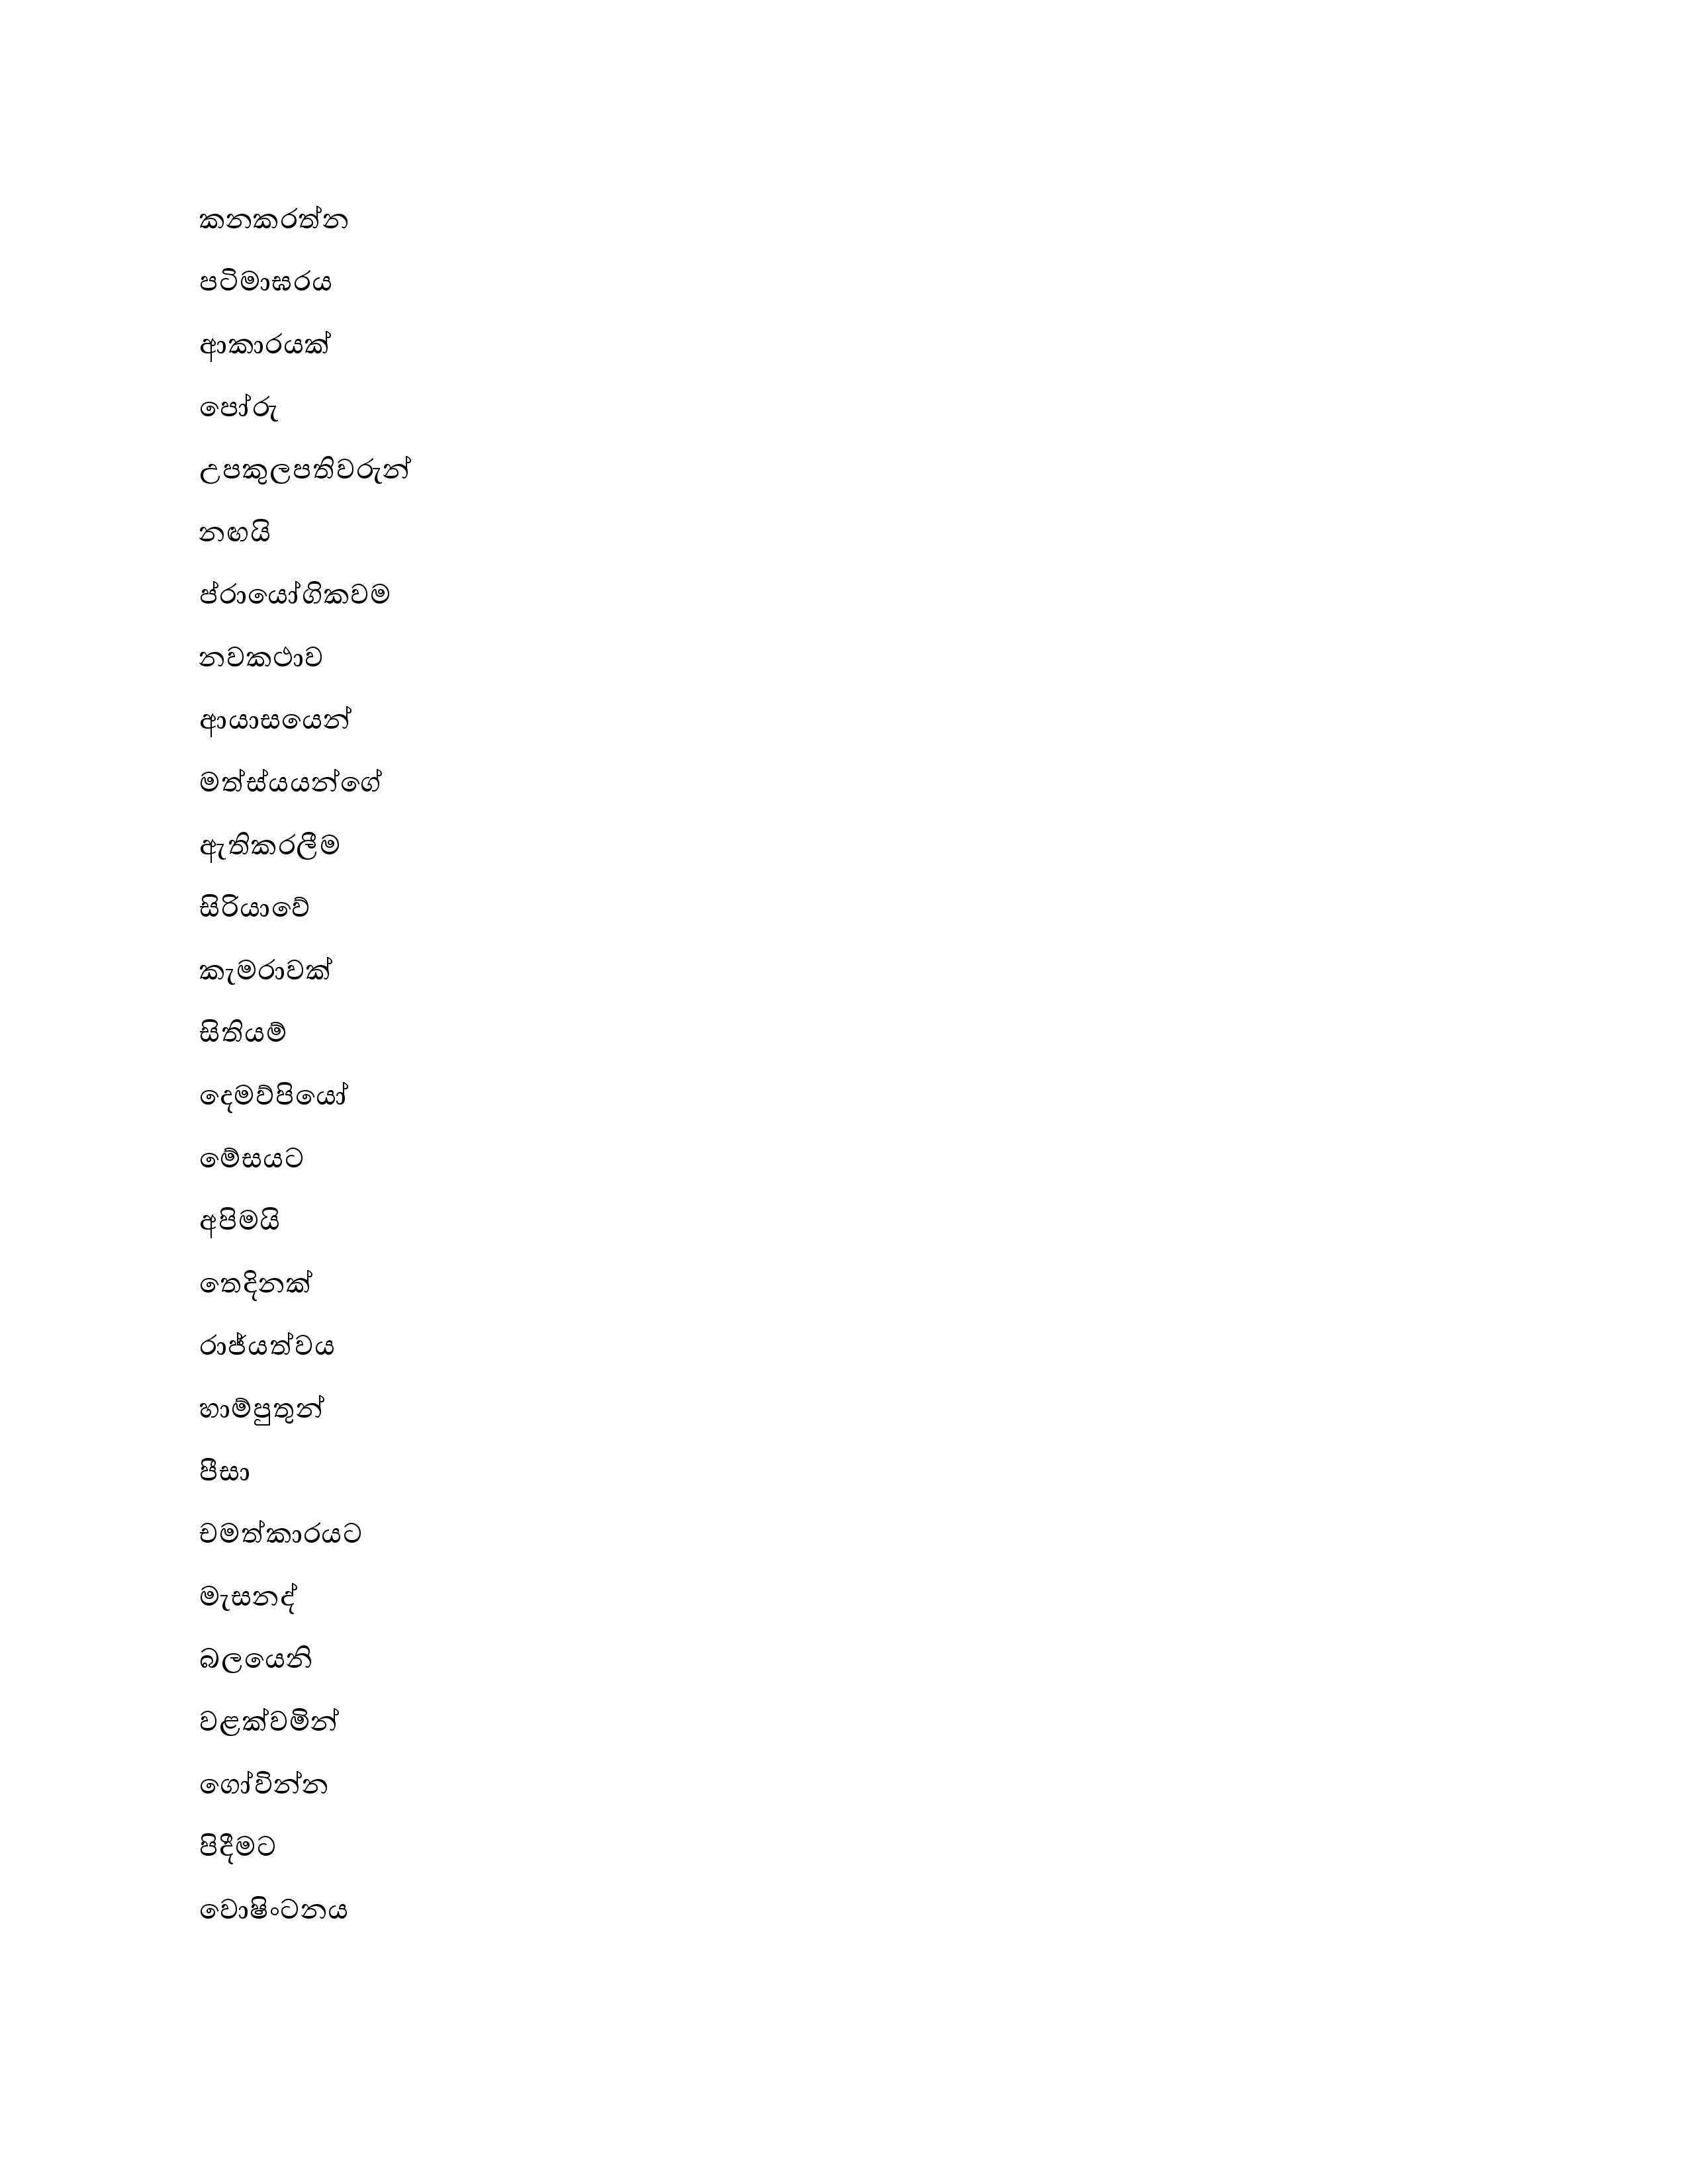 කනකරත්න
පටිමාඝරය
ආකාරයක්
පෝරු
උපකුලපතිවරුන්
නඟයි
ප්රායෝගිකවම
නවකථාව
ආයාසයෙන්
මත්ස්යයන්ගේ
ඇතිකරලීම
සිරියාවේ
කැමරාවක්
සිතියම්
දෙමව්පියෝ
මේසයට
අපිමයි
තෙදිනක්
රාජ්යත්වය
හාම්පුතුන්
පීසා
චමත්කාරයට
මැසනද්
බලයෙනි
වළක්වමින්
ගෝවින්න
පිදීමට
වොෂිංටනය